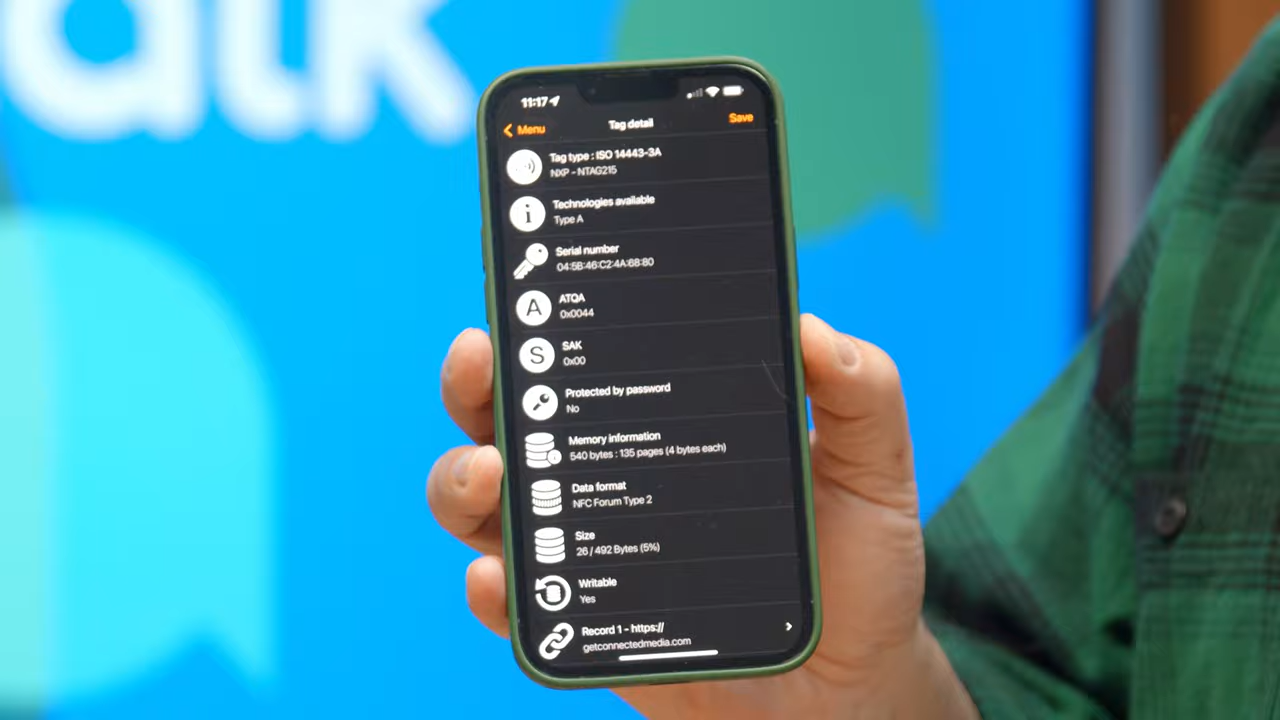 alk
11:17
Menu
Tag detail
Save
Tag type : ISO 14443-3A
NXP - NTAG215
Technologies available
Type A
Serial number
04:5B:46:C2:4A:68:80
A
ATQA
0x0044
S
SAK
0x00
Protected by password
No
Memory information
540 bytes : 135 pages (4 bytes each)
Data format
NFC Forum Type 2
Size
26 / 492 Bytes (5%)
Writable
Yes
Record 1 - https://
getconnectedmedia.com